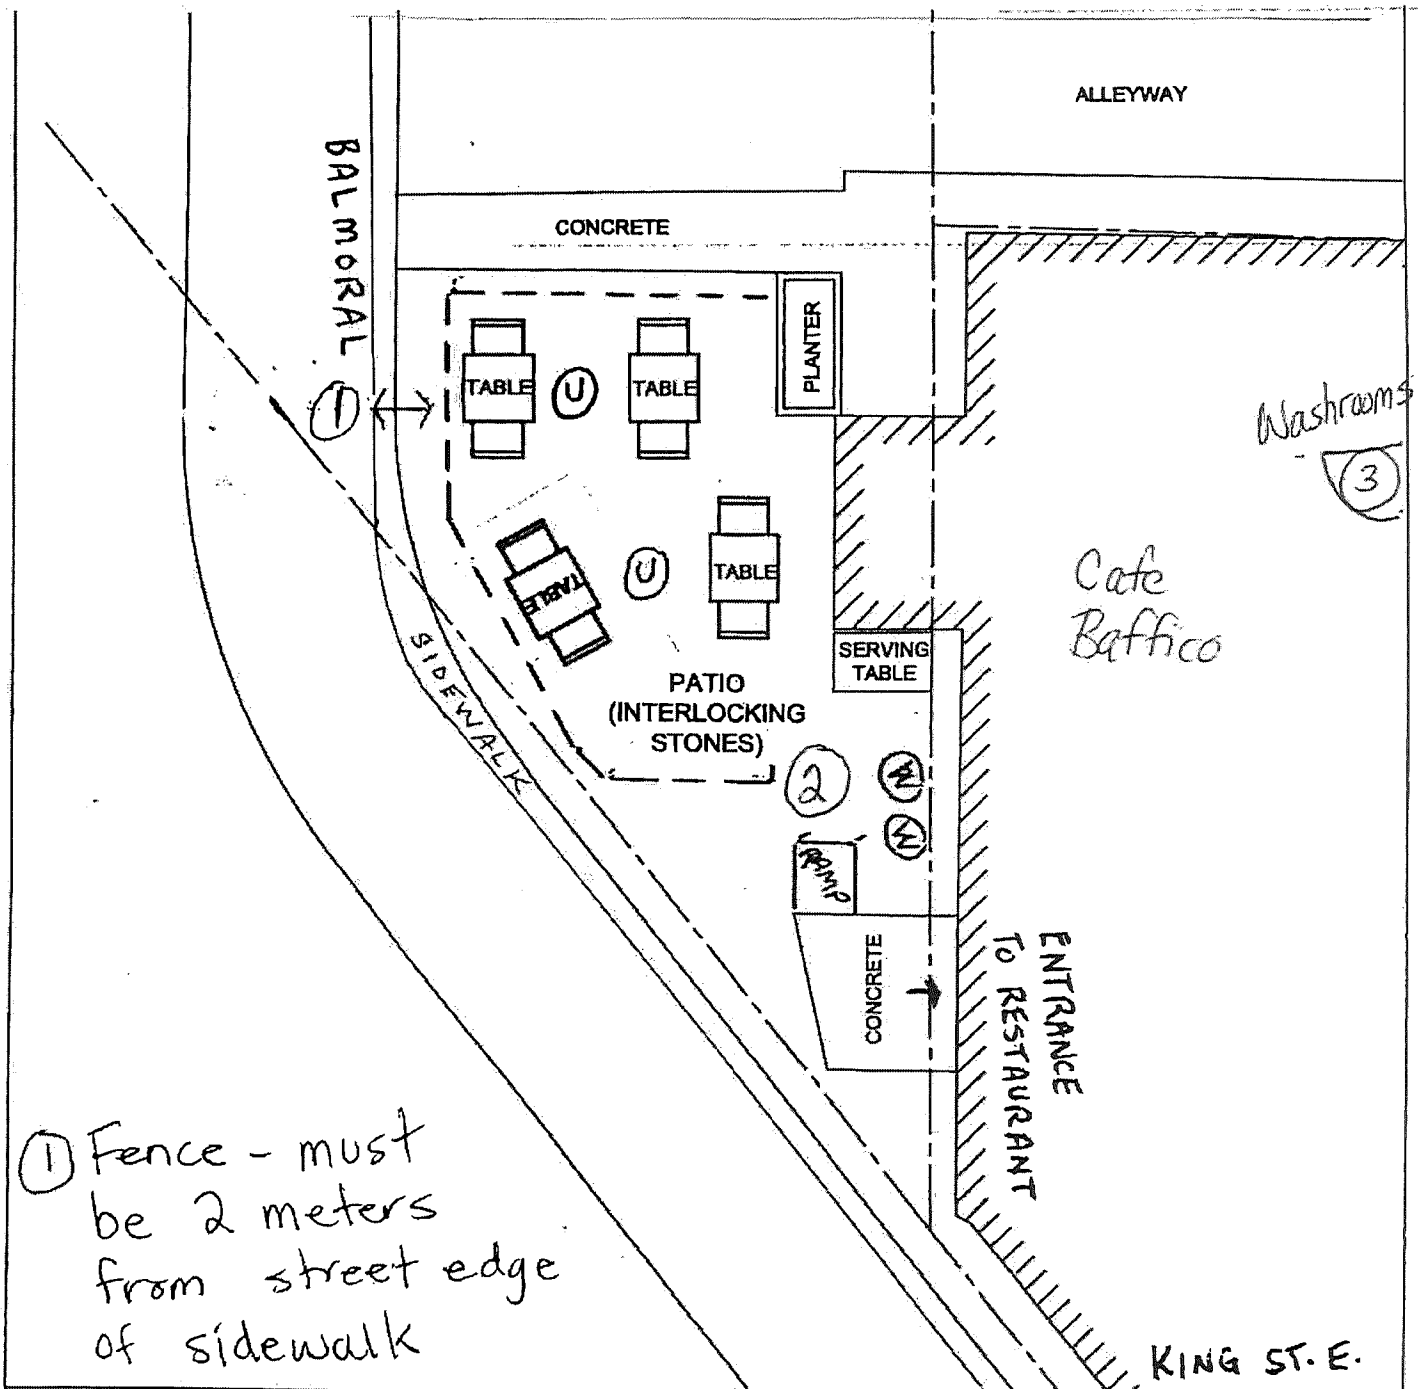 ALLEYWAY
BALMORAL
CONCRETE
PLANTER
TABLE
U
TABLE
1
Washrooms
3
Cafe
Baffico
TABLE
U
TABLE
SERVING
TABLE
SIDEWALK
PATIO
(INTERLOCKING
STONES)
2
W
W
RAMP
CONCRETE
ENTRANCE
TO RESTAURANT
1 Fence - must
be 2 meters
from street edge
of sidewalk
KING ST. E.